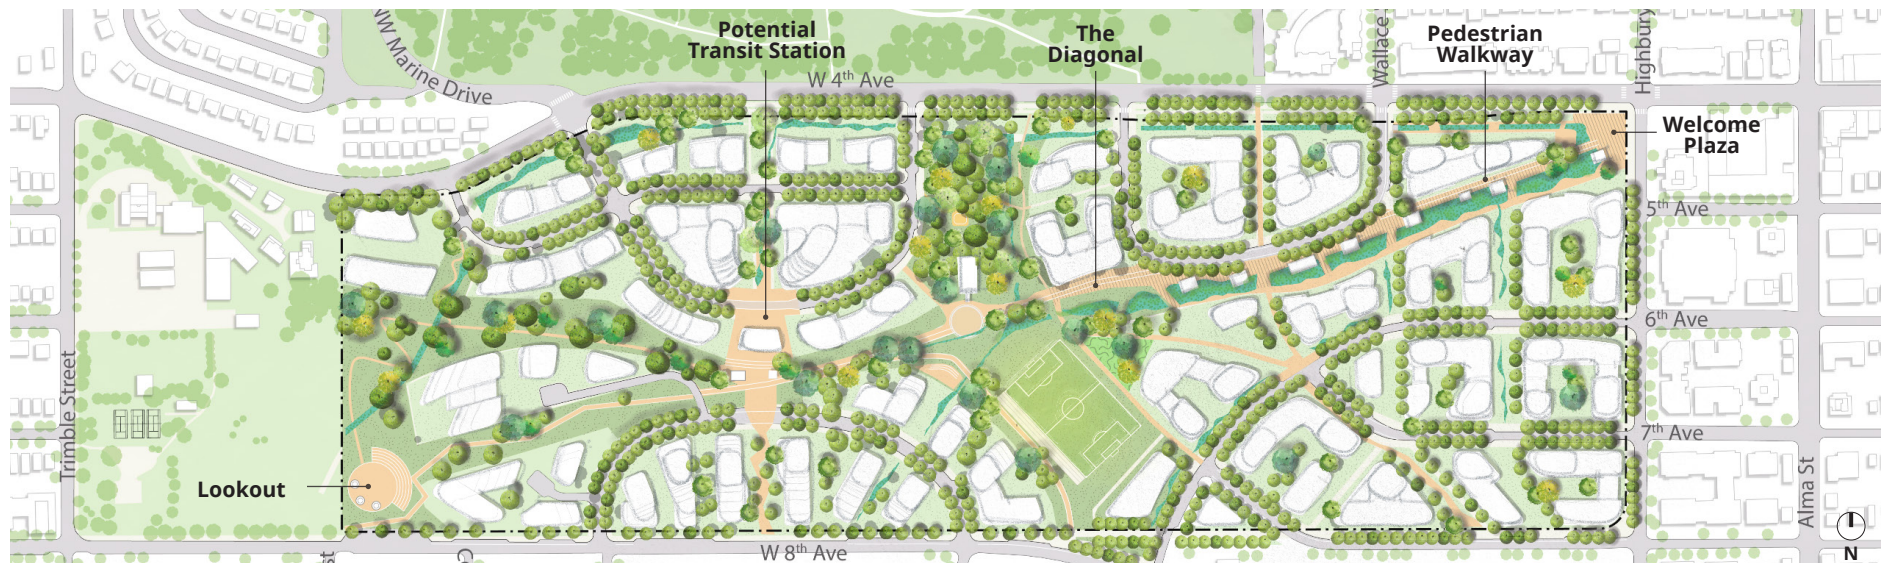 Potential
Transit Station
The
Diagonal
Pedestrian
Walkway
Welcome
Plaza
Lookout
NW Marine Drive
W 4th Ave
Wallace
Highbury
5th Ave
6th Ave
7th Ave
Trimble Street
Alma St
W 8th Ave
st
N